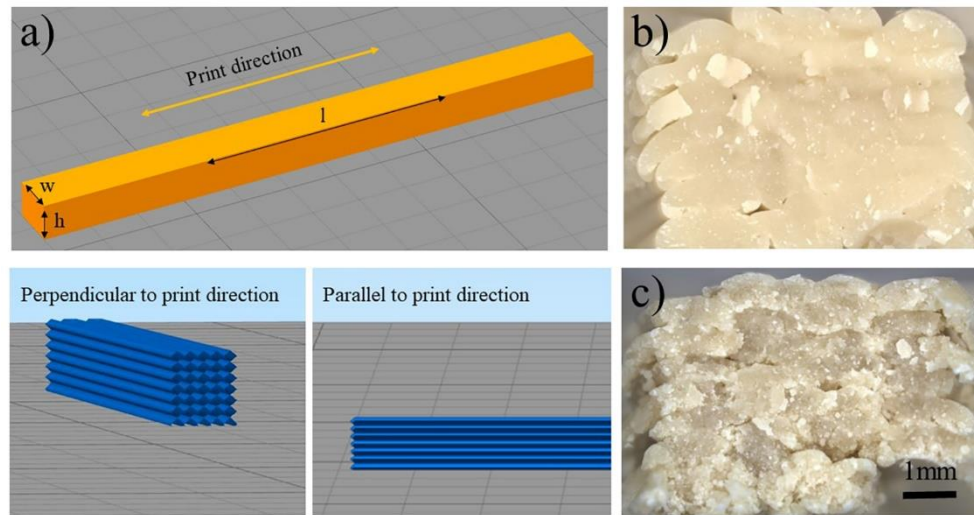 a)
Print direction
l
w
h
b)
Perpendicular to print direction
Parallel to print direction
c)
1mm